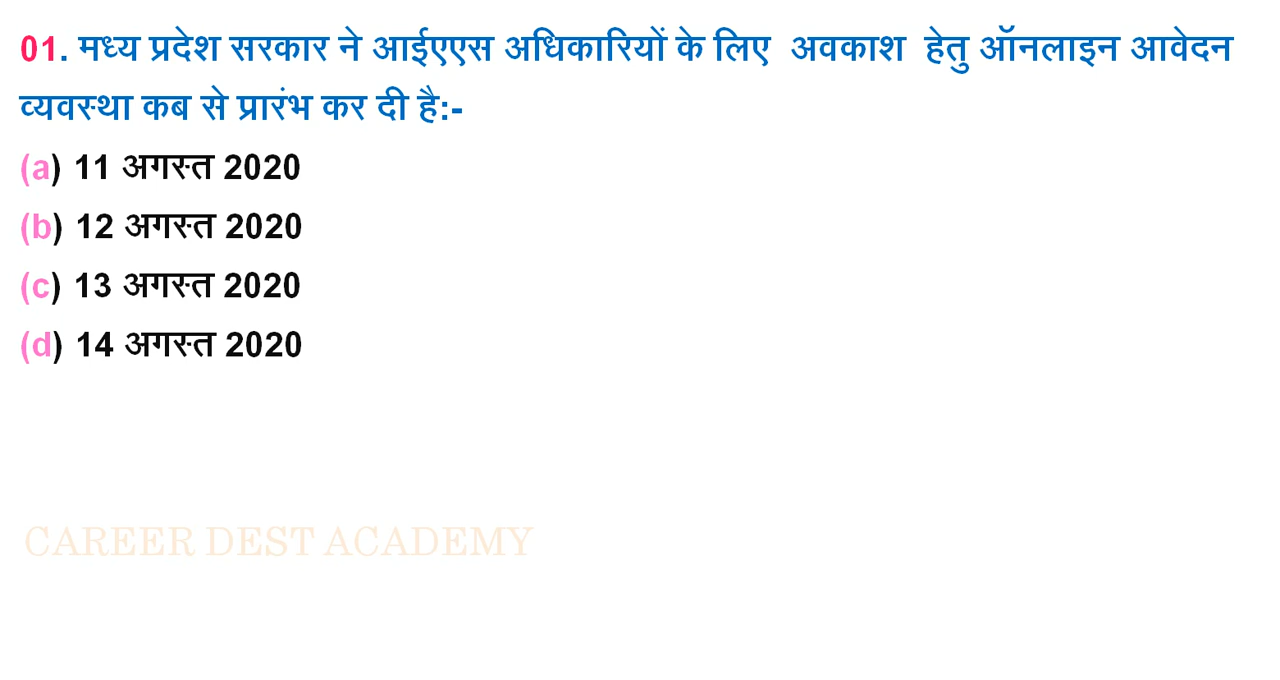 01. मध्य प्रदेश सरकार ने आईएएस अधिकारियों के लिए अवकाश हेतु ऑनलाइन आवेदन
व्यवस्था कब से प्रारंभ कर दी है:-
(a) 11 अगस्त 2020
(b) 12 अगस्त 2020
(c) 13 अगस्त 2020
(d) 14 अगस्त 2020
CAREER DEST ACADEMY